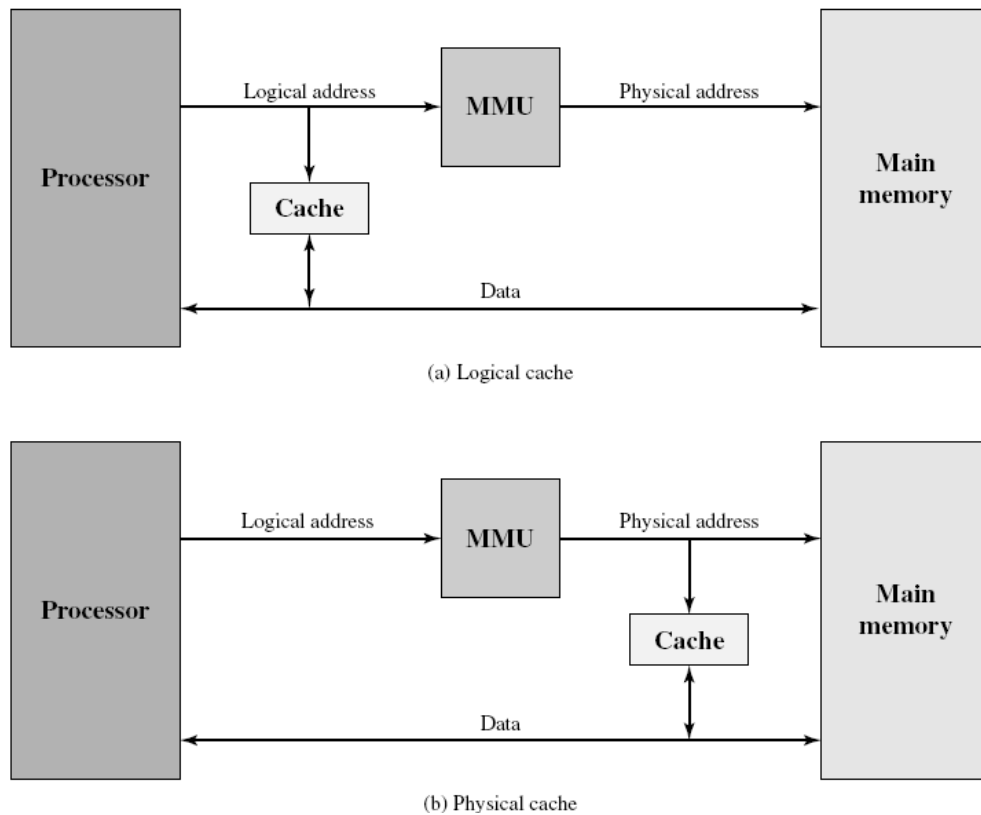 Logical address
Physical address
MMU
Processor
Main
memory
Cache
Data
(a) Logical cache
Logical address
Physical address
MMU
Processor
Main
memory
Cache
Data
(b) Physical cache